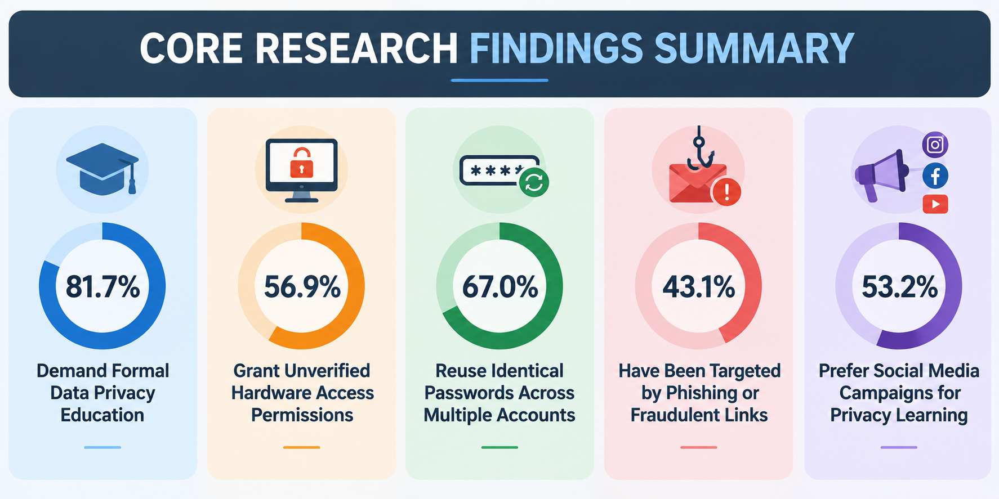 CORE RESEARCH FINDINGS SUMMARY
81.7%
Demand Formal
Data Privacy
Education
56.9%
Grant Unverified
Hardware Access
Permissions
****
67.0%
Reuse Identical
Passwords Across
Multiple Accounts
!
43.1%
Have Been Targeted
by Phishing or
Fraudulent Links
f
53.2%
Prefer Social Media
Campaigns for
Privacy Learning